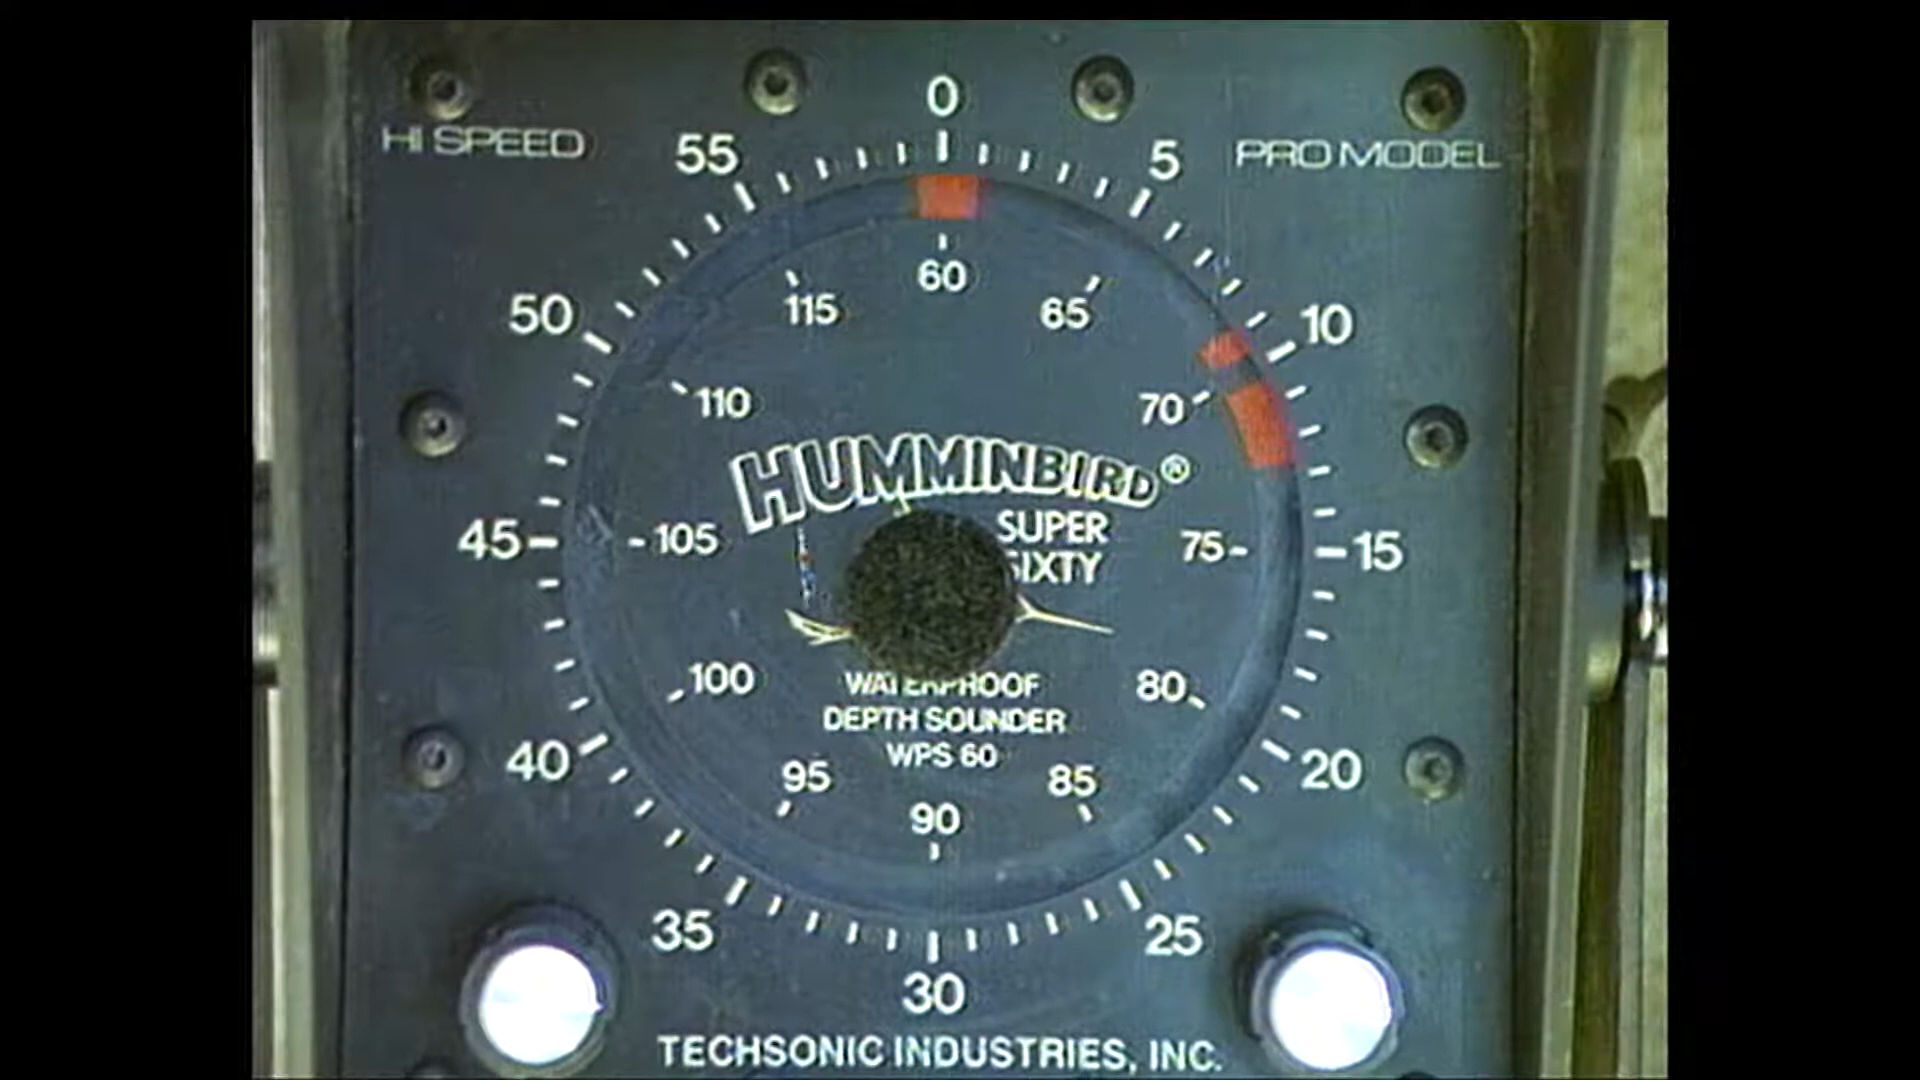 0
55
5
HI SPEED
PRO MODEL
60
115
65
50
10
110
70
HUMMINBIRD®
SUPER
SIXTY
45
105
75
15
100
80
WATERPROOF
DEPTH SOUNDER
WPS 60
40
20
95
85
90
35
25
30
TECHSONIC INDUSTRIES, INC.